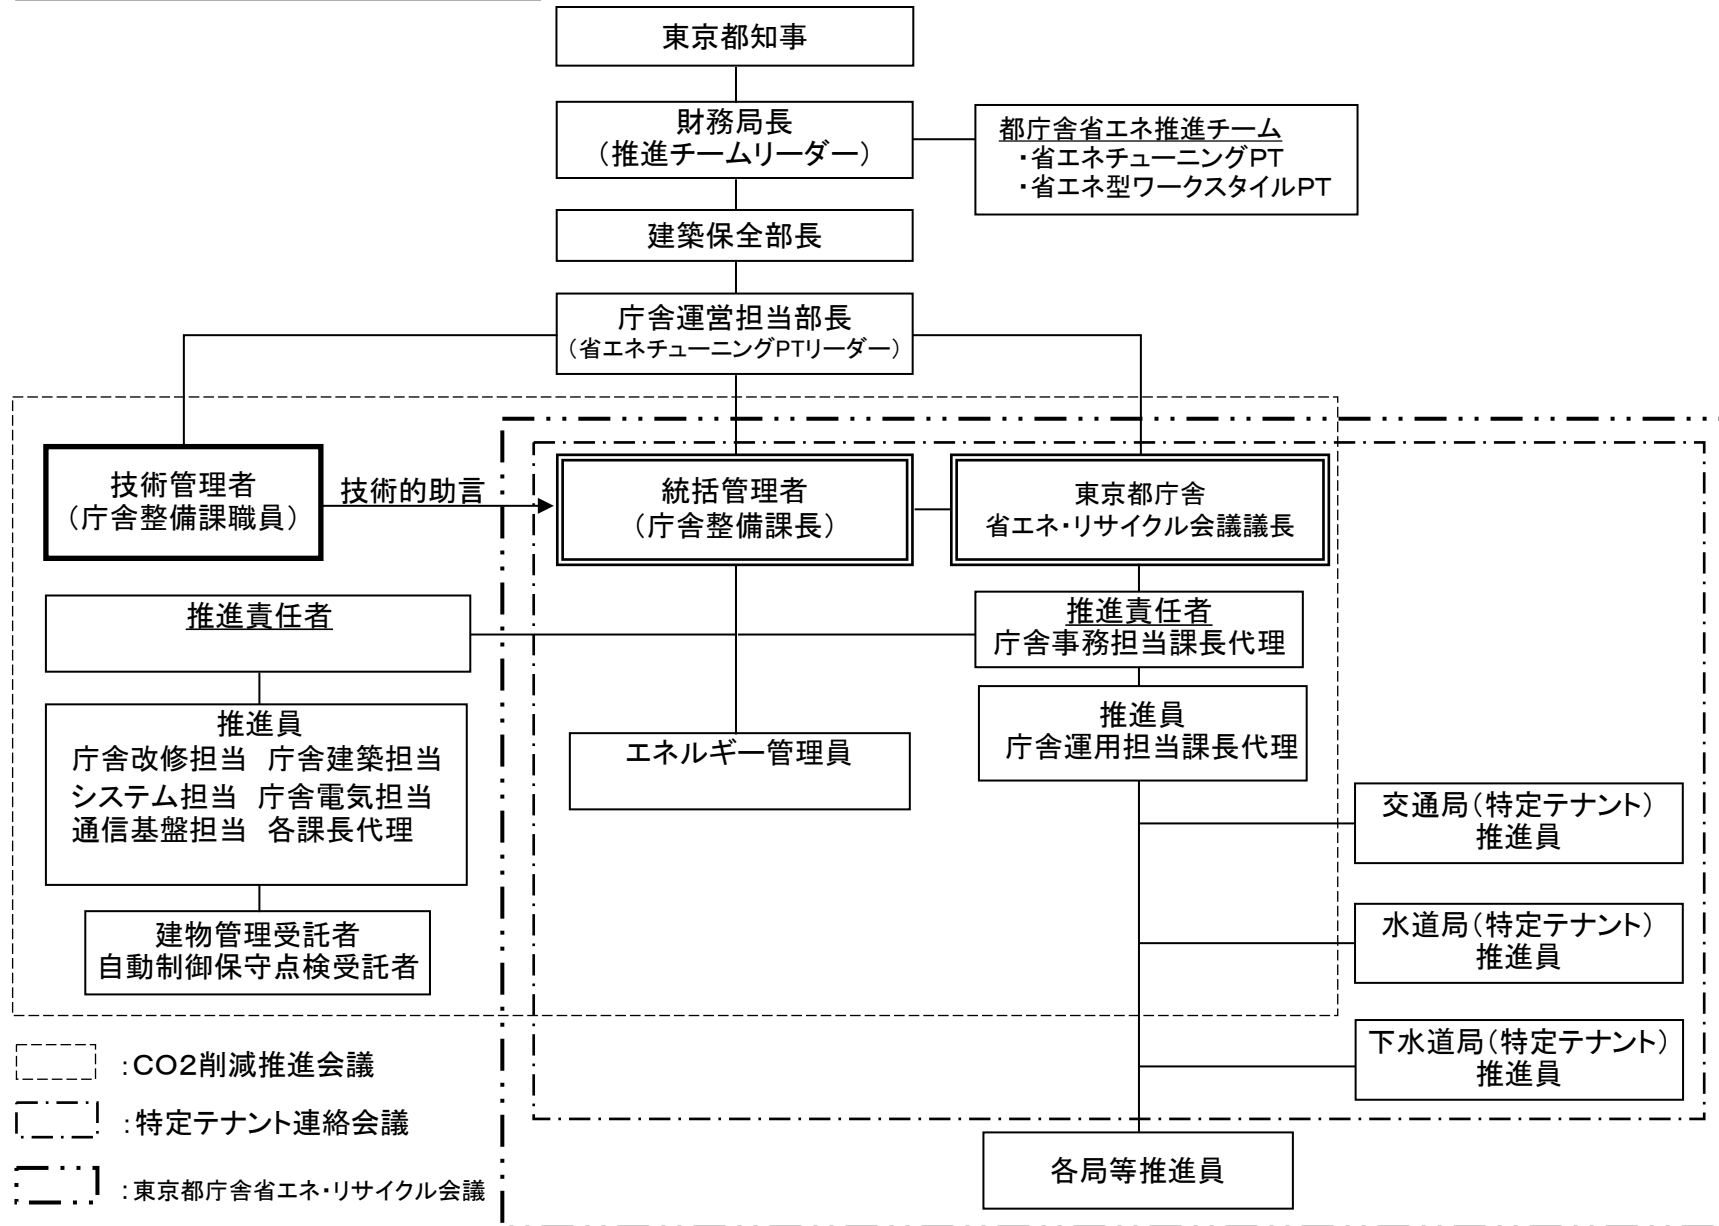 東京都知事
財務局長
（推進チームリーダー）
都庁舎省エネ推進チーム
・省エネチューニングPT
・省エネ型ワークスタイルPT
建築保全部長
庁舎運営担当部長
（省エネチューニングPTリーダー）
技術管理者
（庁舎整備課職員）
技術的助言
統括管理者
（庁舎整備課長）
東京都庁舎
省エネ・リサイクル会議議長
推進責任者
推進責任者
庁舎事務担当課長代理
推進員
庁舎改修担当　庁舎建築担当
システム担当　庁舎電気担当
通信基盤担当　各課長代理
エネルギー管理員
推進員
庁舎運用担当課長代理
建物管理受託者
自動制御保守点検受託者
交通局（特定テナント）
推進員
水道局（特定テナント）
推進員
下水道局（特定テナント）
推進員
各局等推進員
：CO2削減推進会議
：特定テナント連絡会議
：東京都庁舎省エネ・リサイクル会議